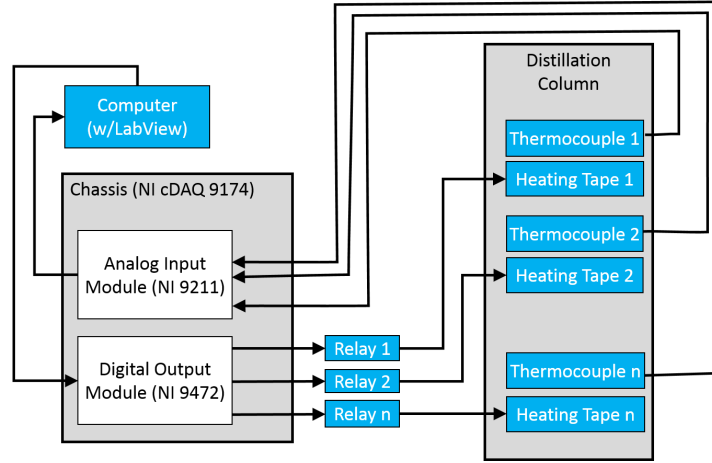 Distillation
Column
Computer
(w/LabView)
Thermocouple 1
Heating Tape 1
Chassis (NI cDAQ 9174)
Thermocouple 2
Analog Input
Module (NI 9211)
Heating Tape 2
Relay 1
Digital Output
Module (NI 9472)
Relay 2
Thermocouple n
Relay n
Heating Tape n